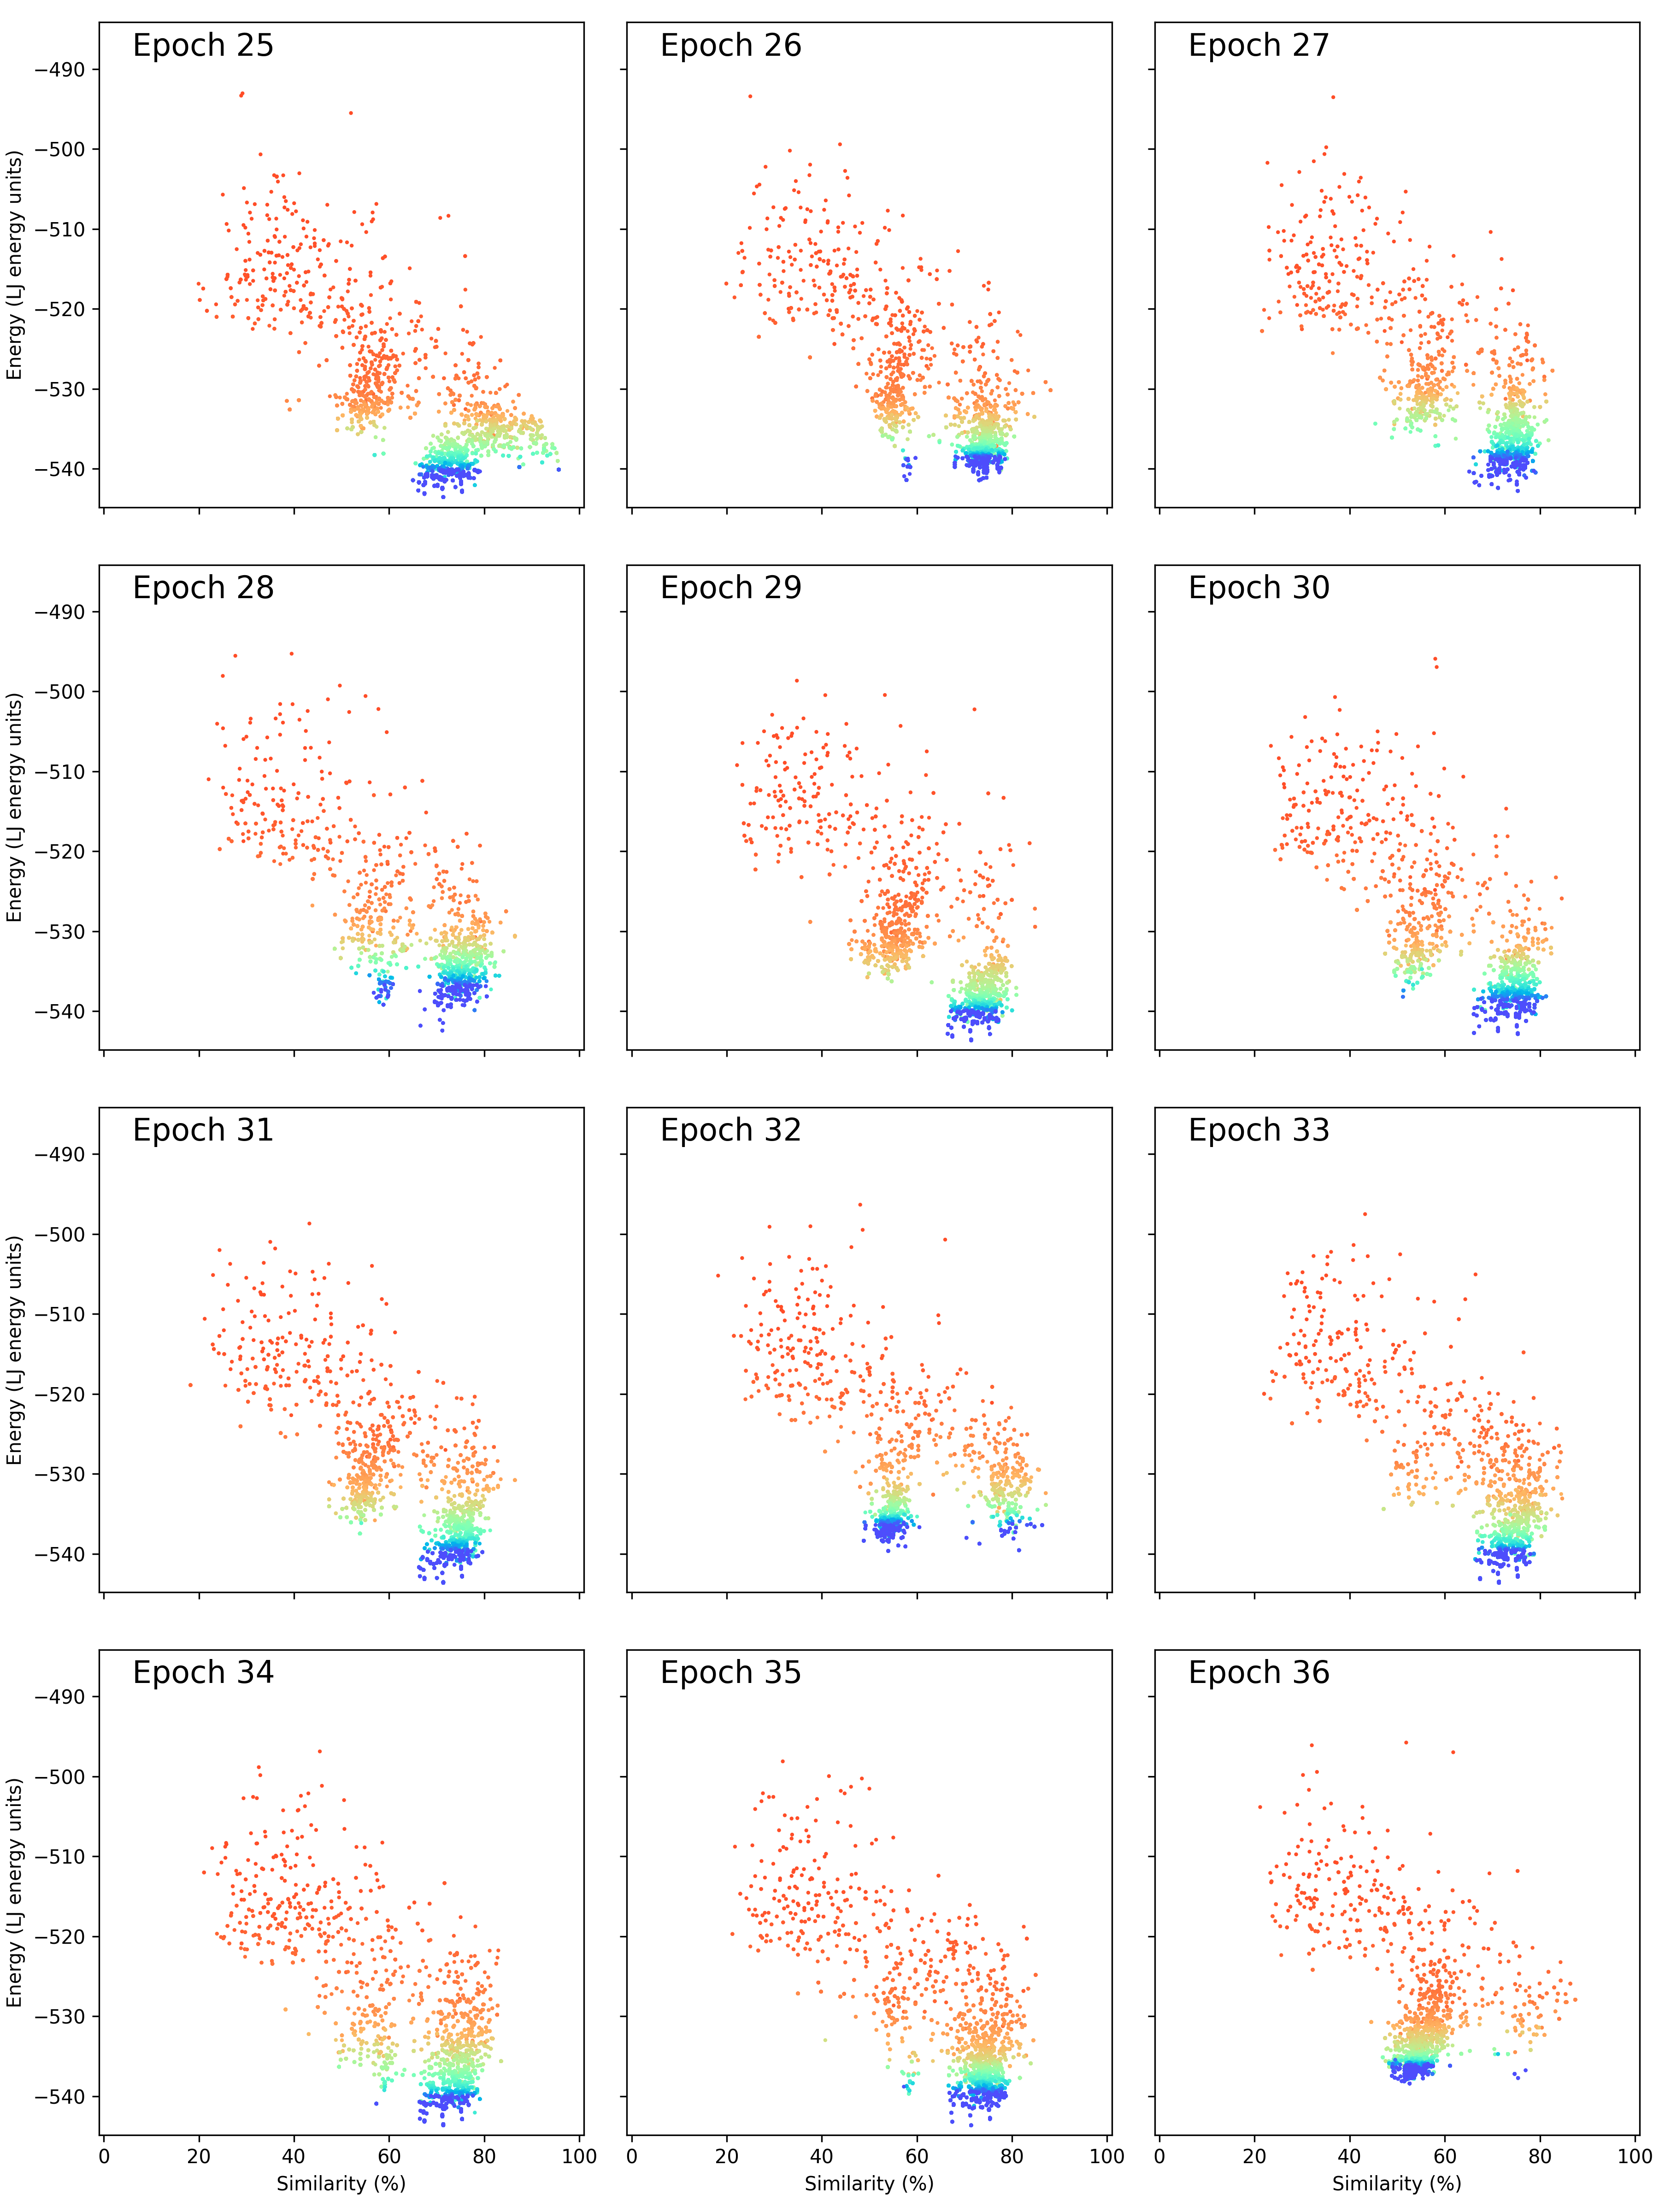 Epoch 25 Epoch 26 Epoch 27
−490
−500
−510
−520
−530
−540
Energy (LJ energy units)
Epoch 28 Epoch 29 Epoch 30
−490
−500
−510
−520
−530
−540
Energy (LJ energy units)
Epoch 31 Epoch 32 Epoch 33
−490
−500
−510
−520
−530
−540
Energy (LJ energy units)
Epoch 34 Epoch 35 Epoch 36
−490
−500
−510
−520
−530
−540
Energy (LJ energy units)
0 20 40 60 80 100 0 20 40 60 80 100 0 20 40 60 80 100
Similarity (%) Similarity (%) Similarity (%)